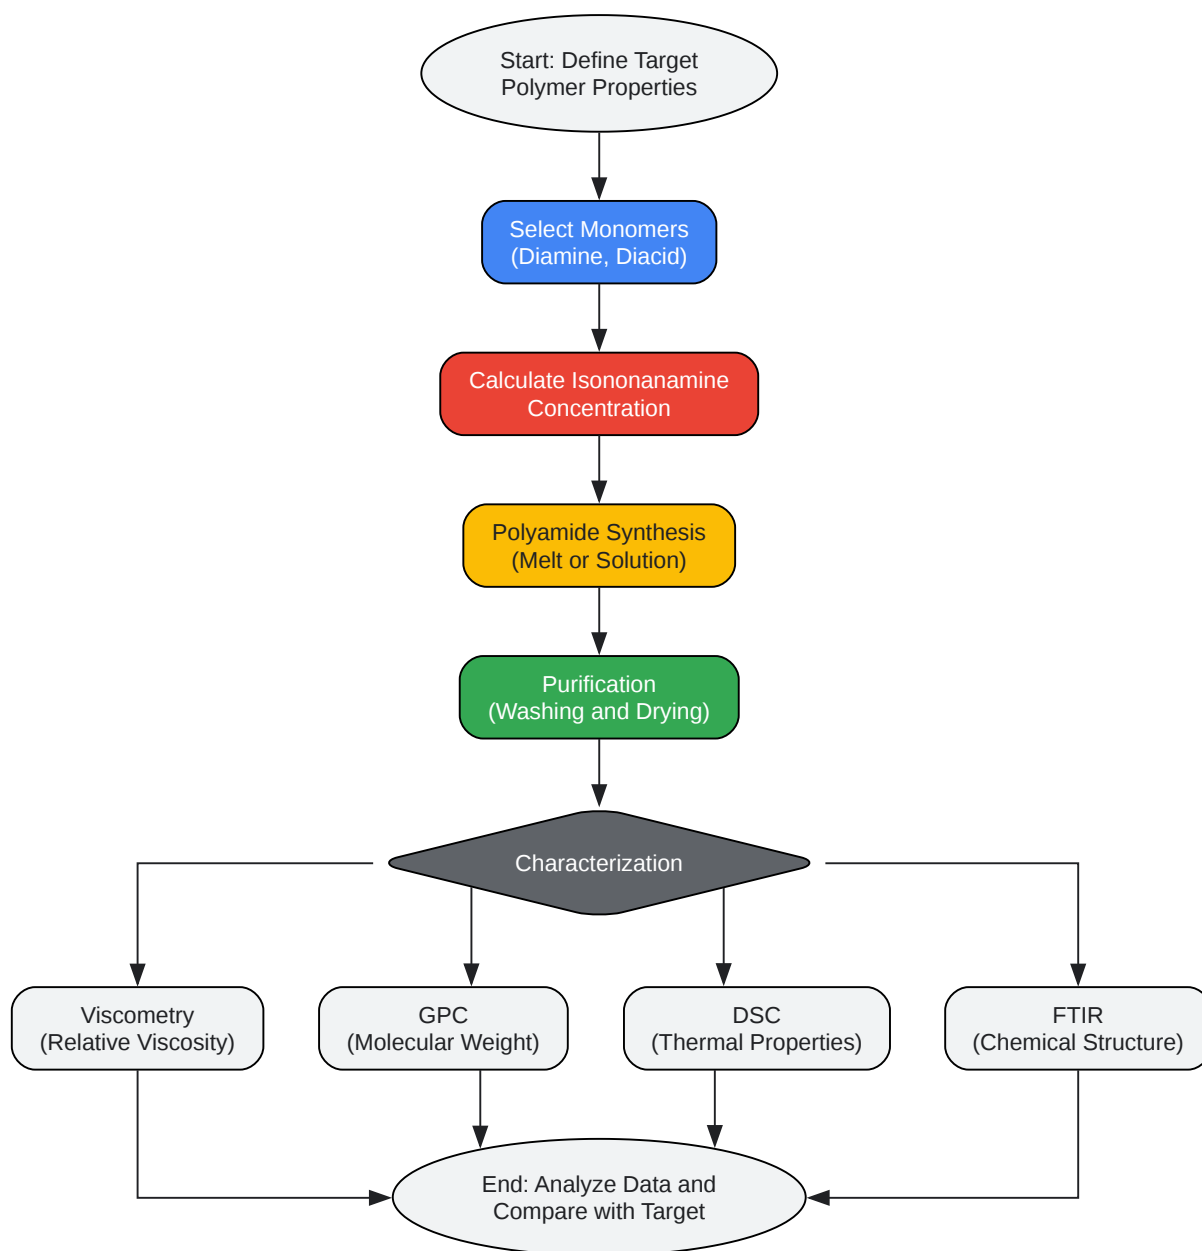 Start: Define Target
Polymer Properties
Select Monomers
(Diamine, Diacid)
Calculate Isononanamine
Concentration
Polyamide Synthesis
(Melt or Solution)
Purification
(Washing and Drying)
Characterization
Viscometry
(Relative Viscosity)
GPC
(Molecular Weight)
DSC
(Thermal Properties)
FTIR
(Chemical Structure)
End: Analyze Data and
Compare with Target